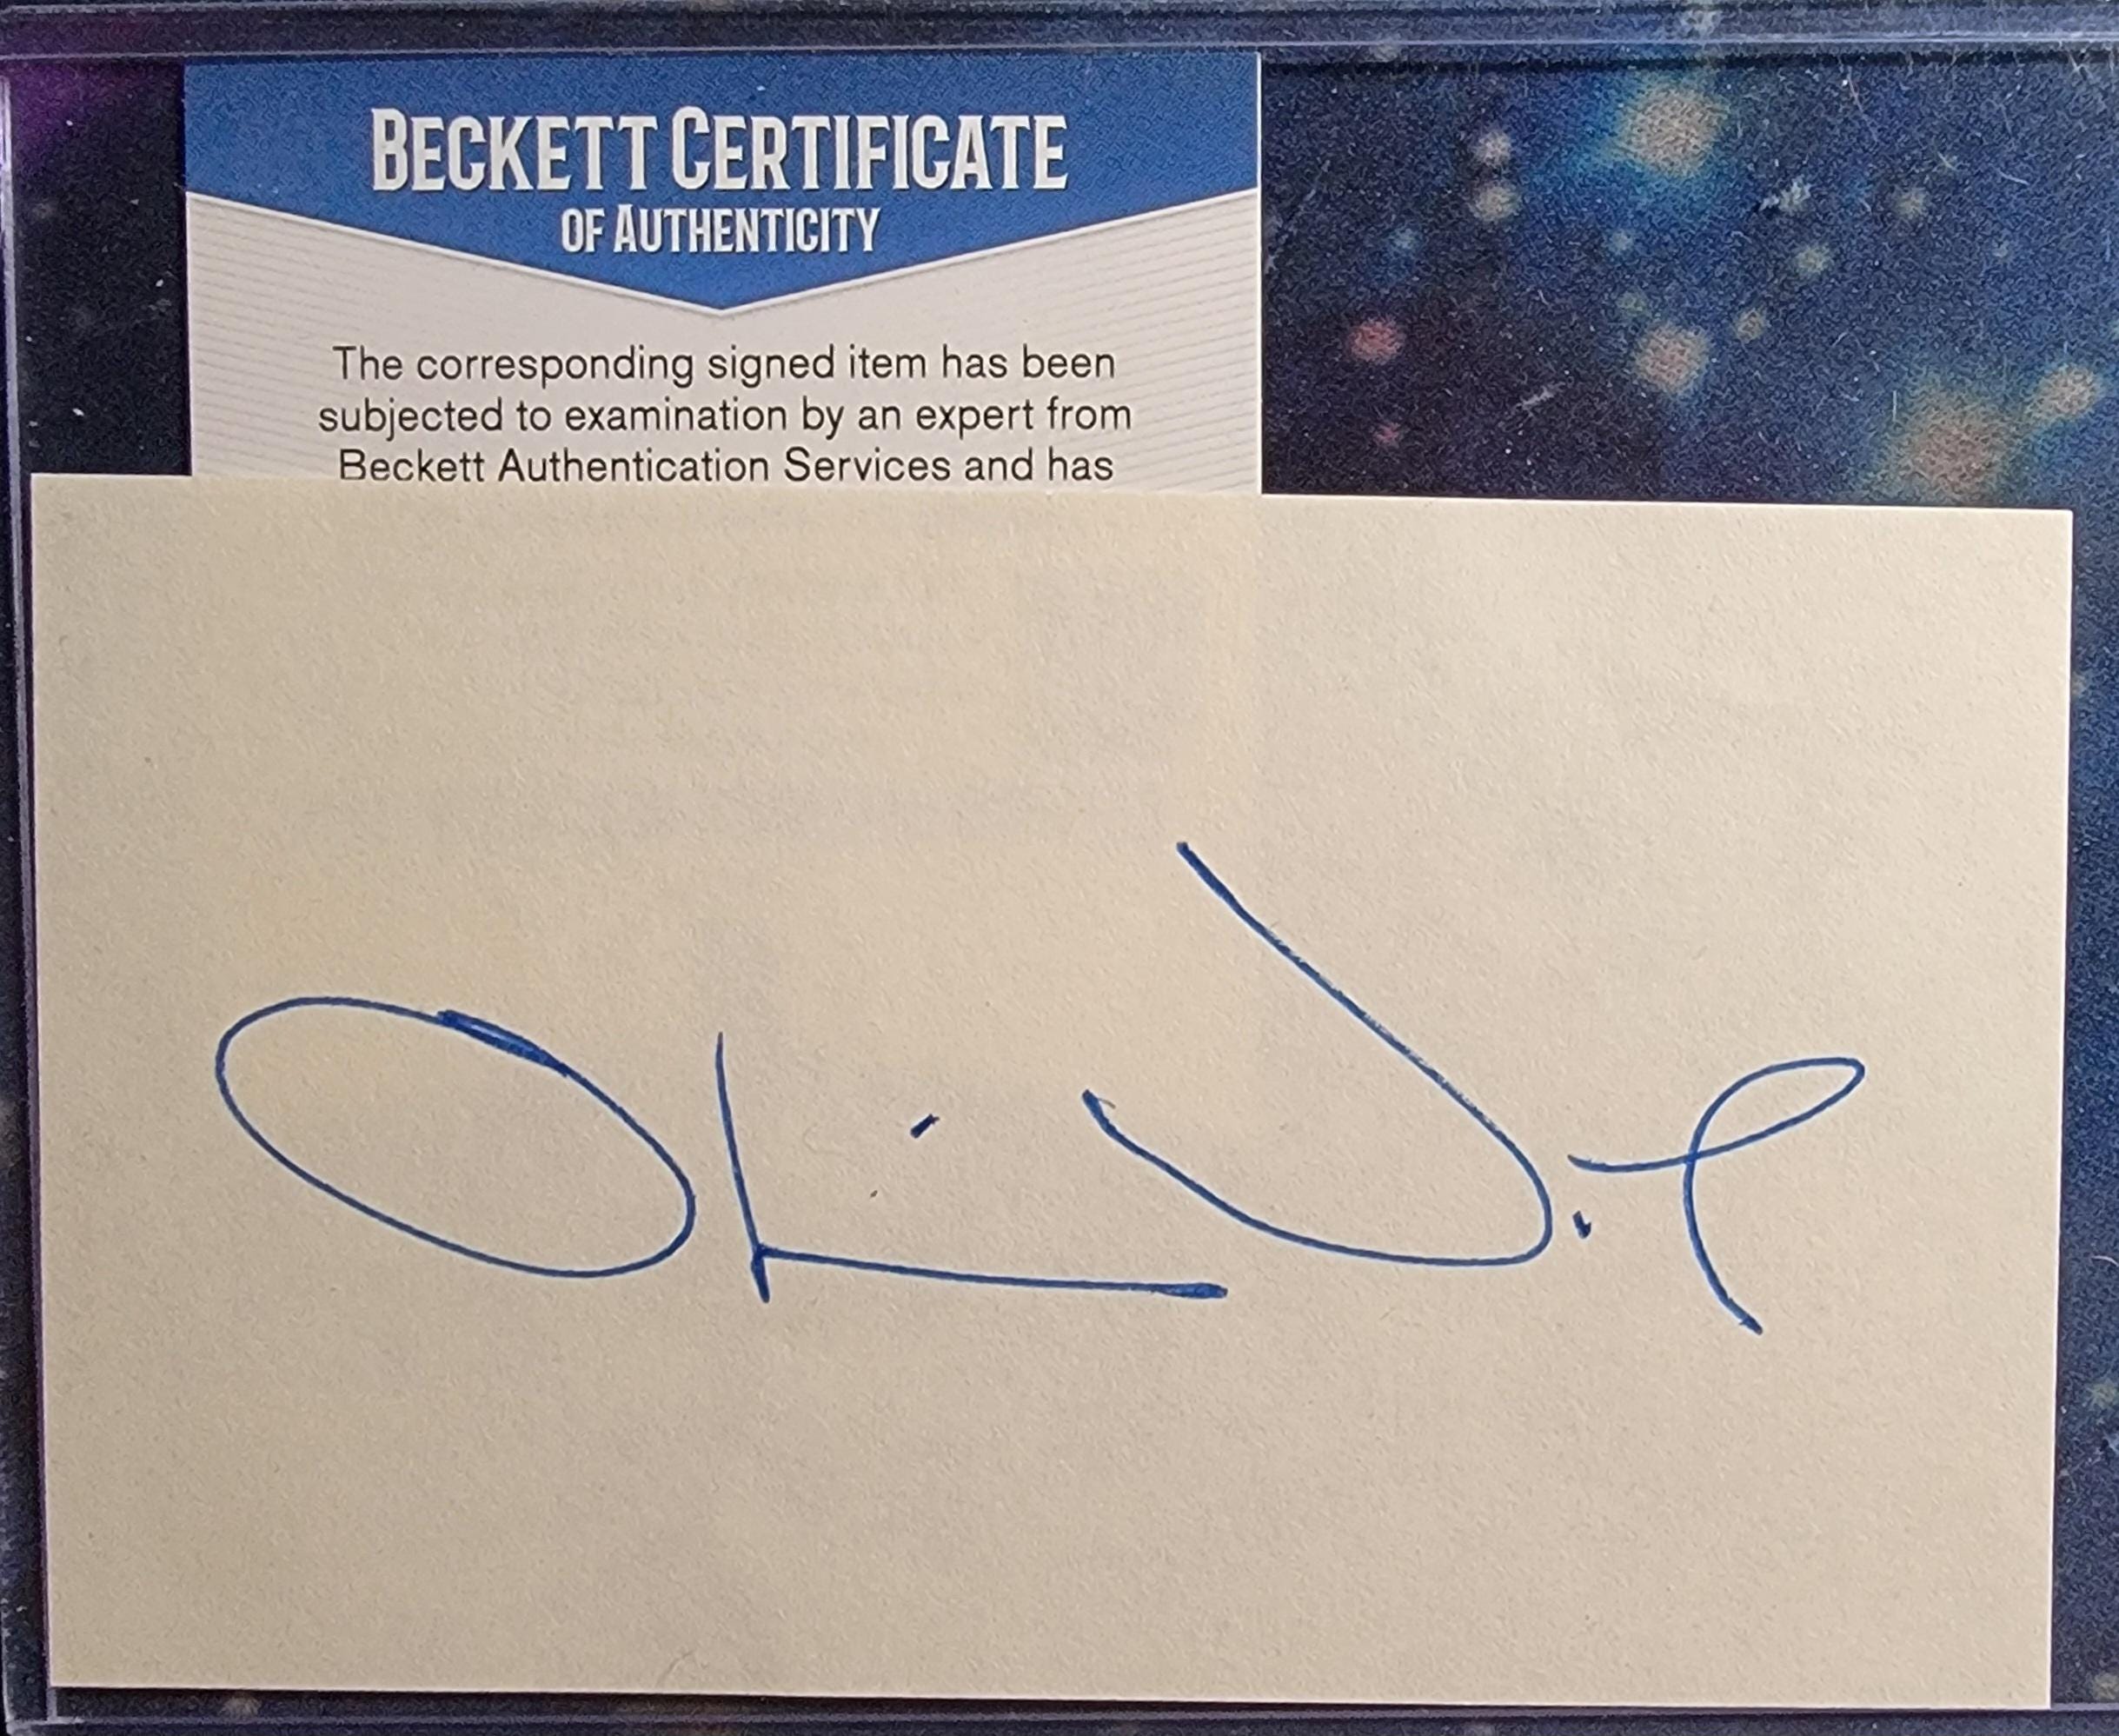 BECKETT CERTIFICATE
OF AUTHENTICITY
The corresponding signed item has been
subjected to examination by an expert from
Beckett Authentication Services and has